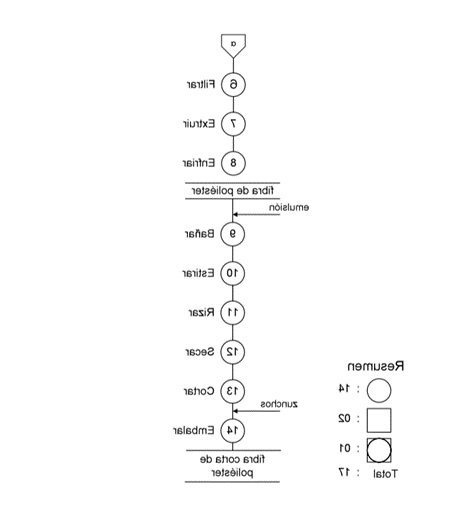 a
6 Filtrar
7 Extruir
8 Enfriar
fibra de poliéster
emulsión
9 Bañar
10 Estirar
11 Rizar
12 Secar
13 Cortar
zunchos
14 Embalar
fibra corta de
poliéster
Resumen
: 14
: 02
: 01
Total : 17